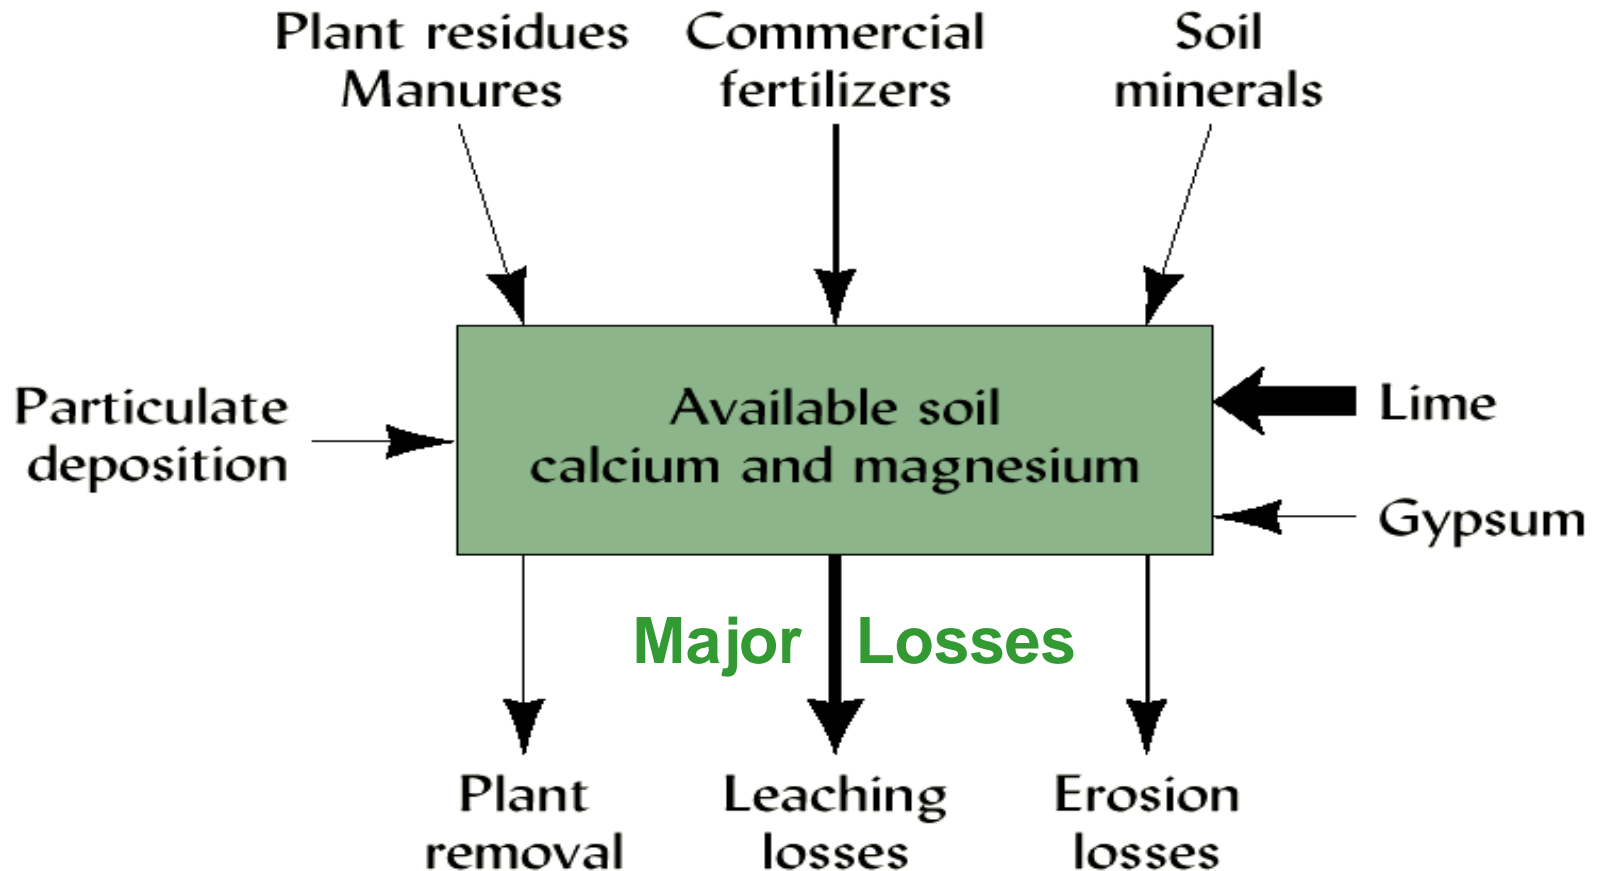 Plant residues
Manures
Commercial
fertilizers
Soil
minerals
Particulate
deposition
Available soil
calcium and magnesium
Lime
Gypsum
Major Losses
Plant
removal
Leaching
losses
Erosion
losses